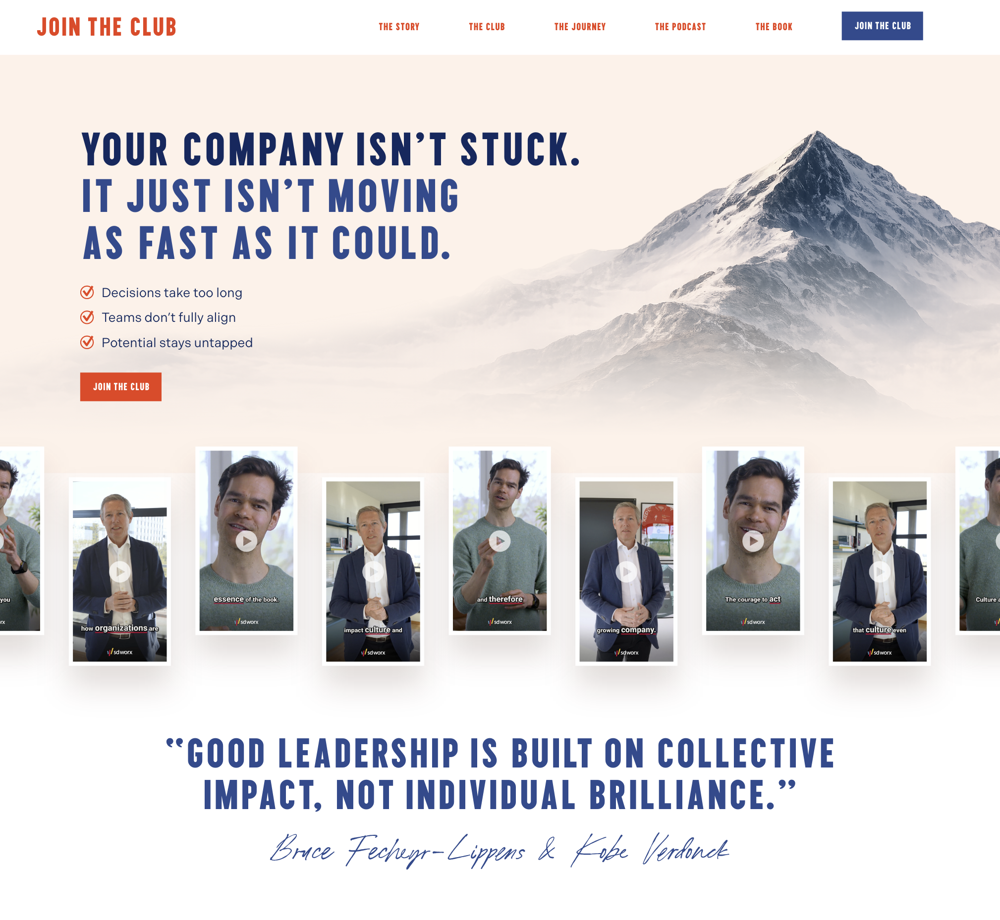 JOIN THE CLUB
THE STORY
THE CLUB
THE JOURNEY
THE PODCAST
THE BOOK
JOIN THE CLUB
YOUR COMPANY ISN’T STUCK.
IT JUST ISN’T MOVING
AS FAST AS IT COULD.
Decisions take too long
Teams don’t fully align
Potential stays untapped
JOIN THE CLUB
you
how organizations are
sdworx
essence of the book.
sdworx
impact culture and
sdworx
and therefore
sdworx
growing company.
sdworx
The courage to act
sdworx
that culture even
sdworx
Culture
“GOOD LEADERSHIP IS BUILT ON COLLECTIVE
IMPACT, NOT INDIVIDUAL BRILLIANCE.”
Bruce Fecheyr-Lippens & Kobe Verdonck